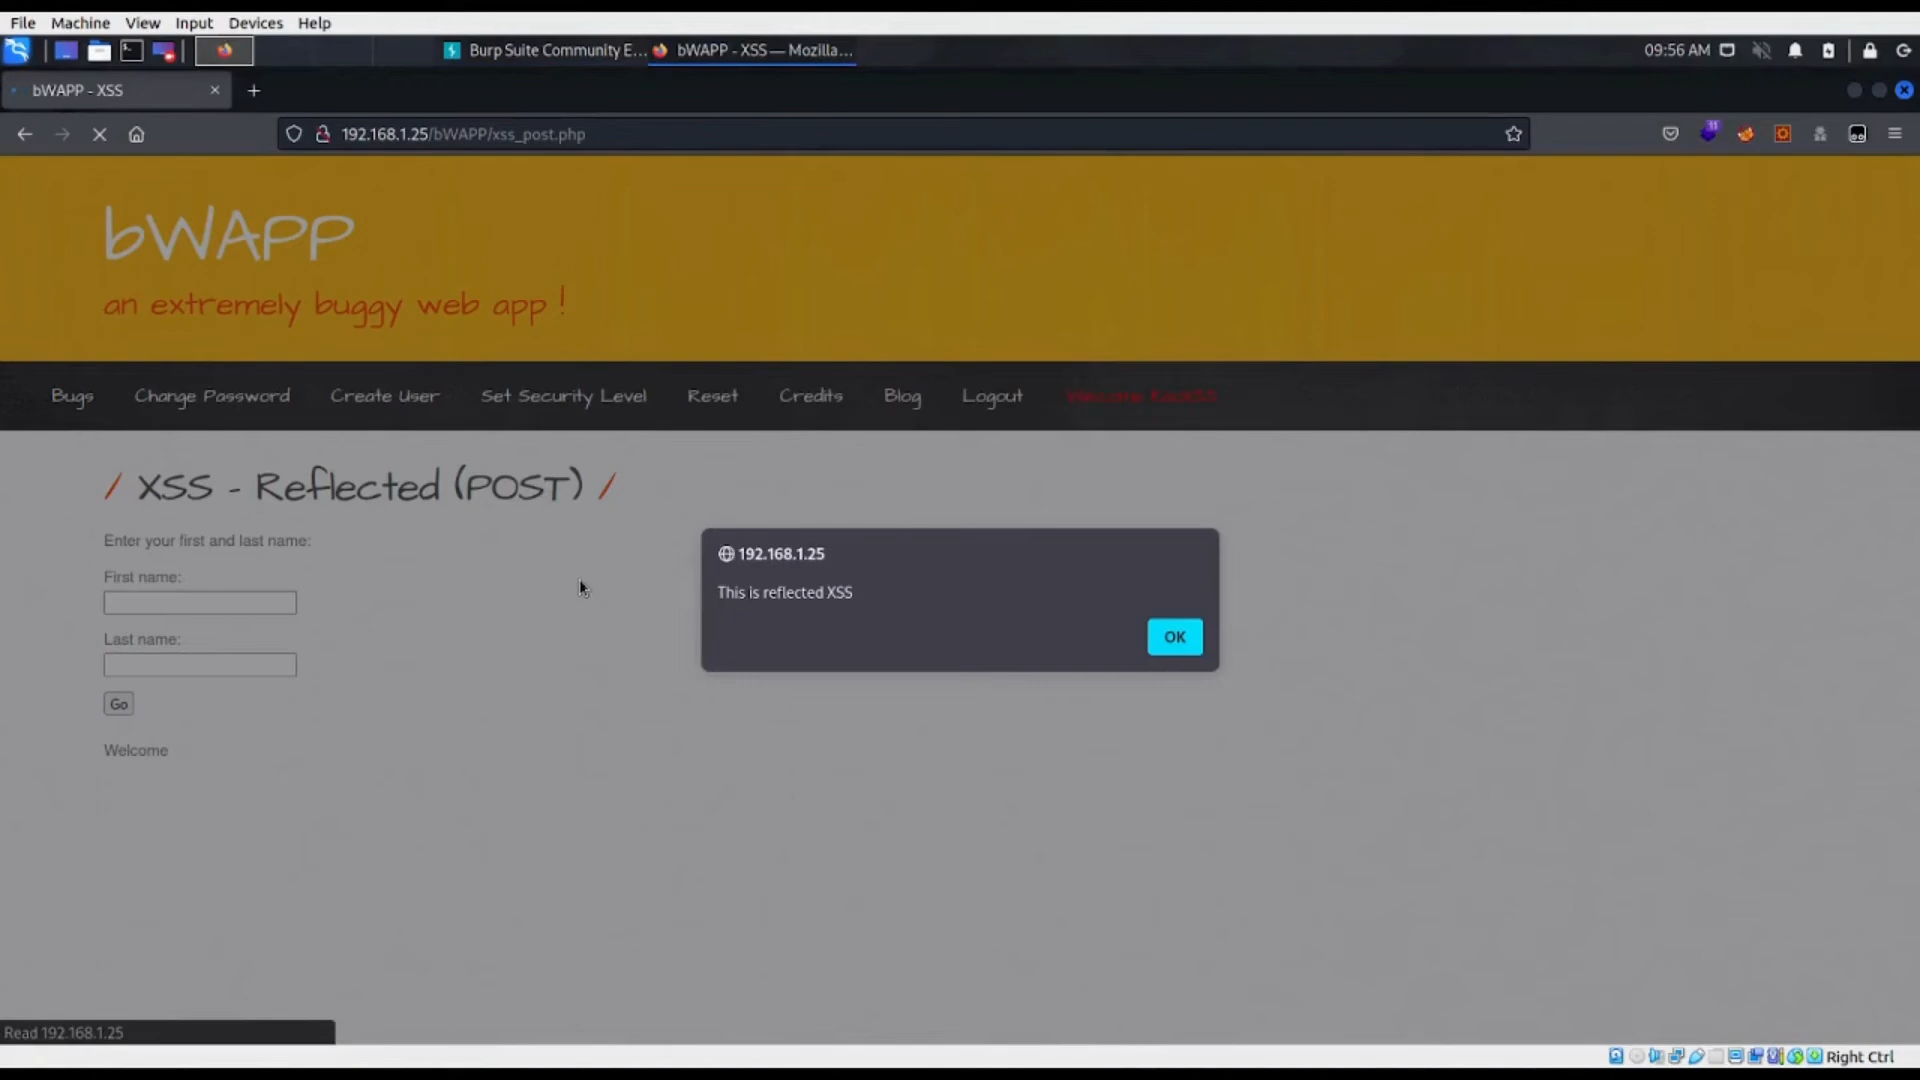 File Machine View Input Devices Help
Burp Suite Community E... bWAPP - XSS — Mozilla...
09:56 AM
bWAPP - XSS
192.168.1.25/bWAPP/xss_post.php
11
bWAPP
an extremely buggy web app !
Bugs Change Password Create User Set Security Level Reset Credits Blog Logout Welcome
/ XSS - Reflected (POST) /
Enter your first and last name:
First name:
Last name:
Go
Welcome
192.168.1.25
This is reflected XSS
OK
Read 192.168.1.25
Right Ctrl